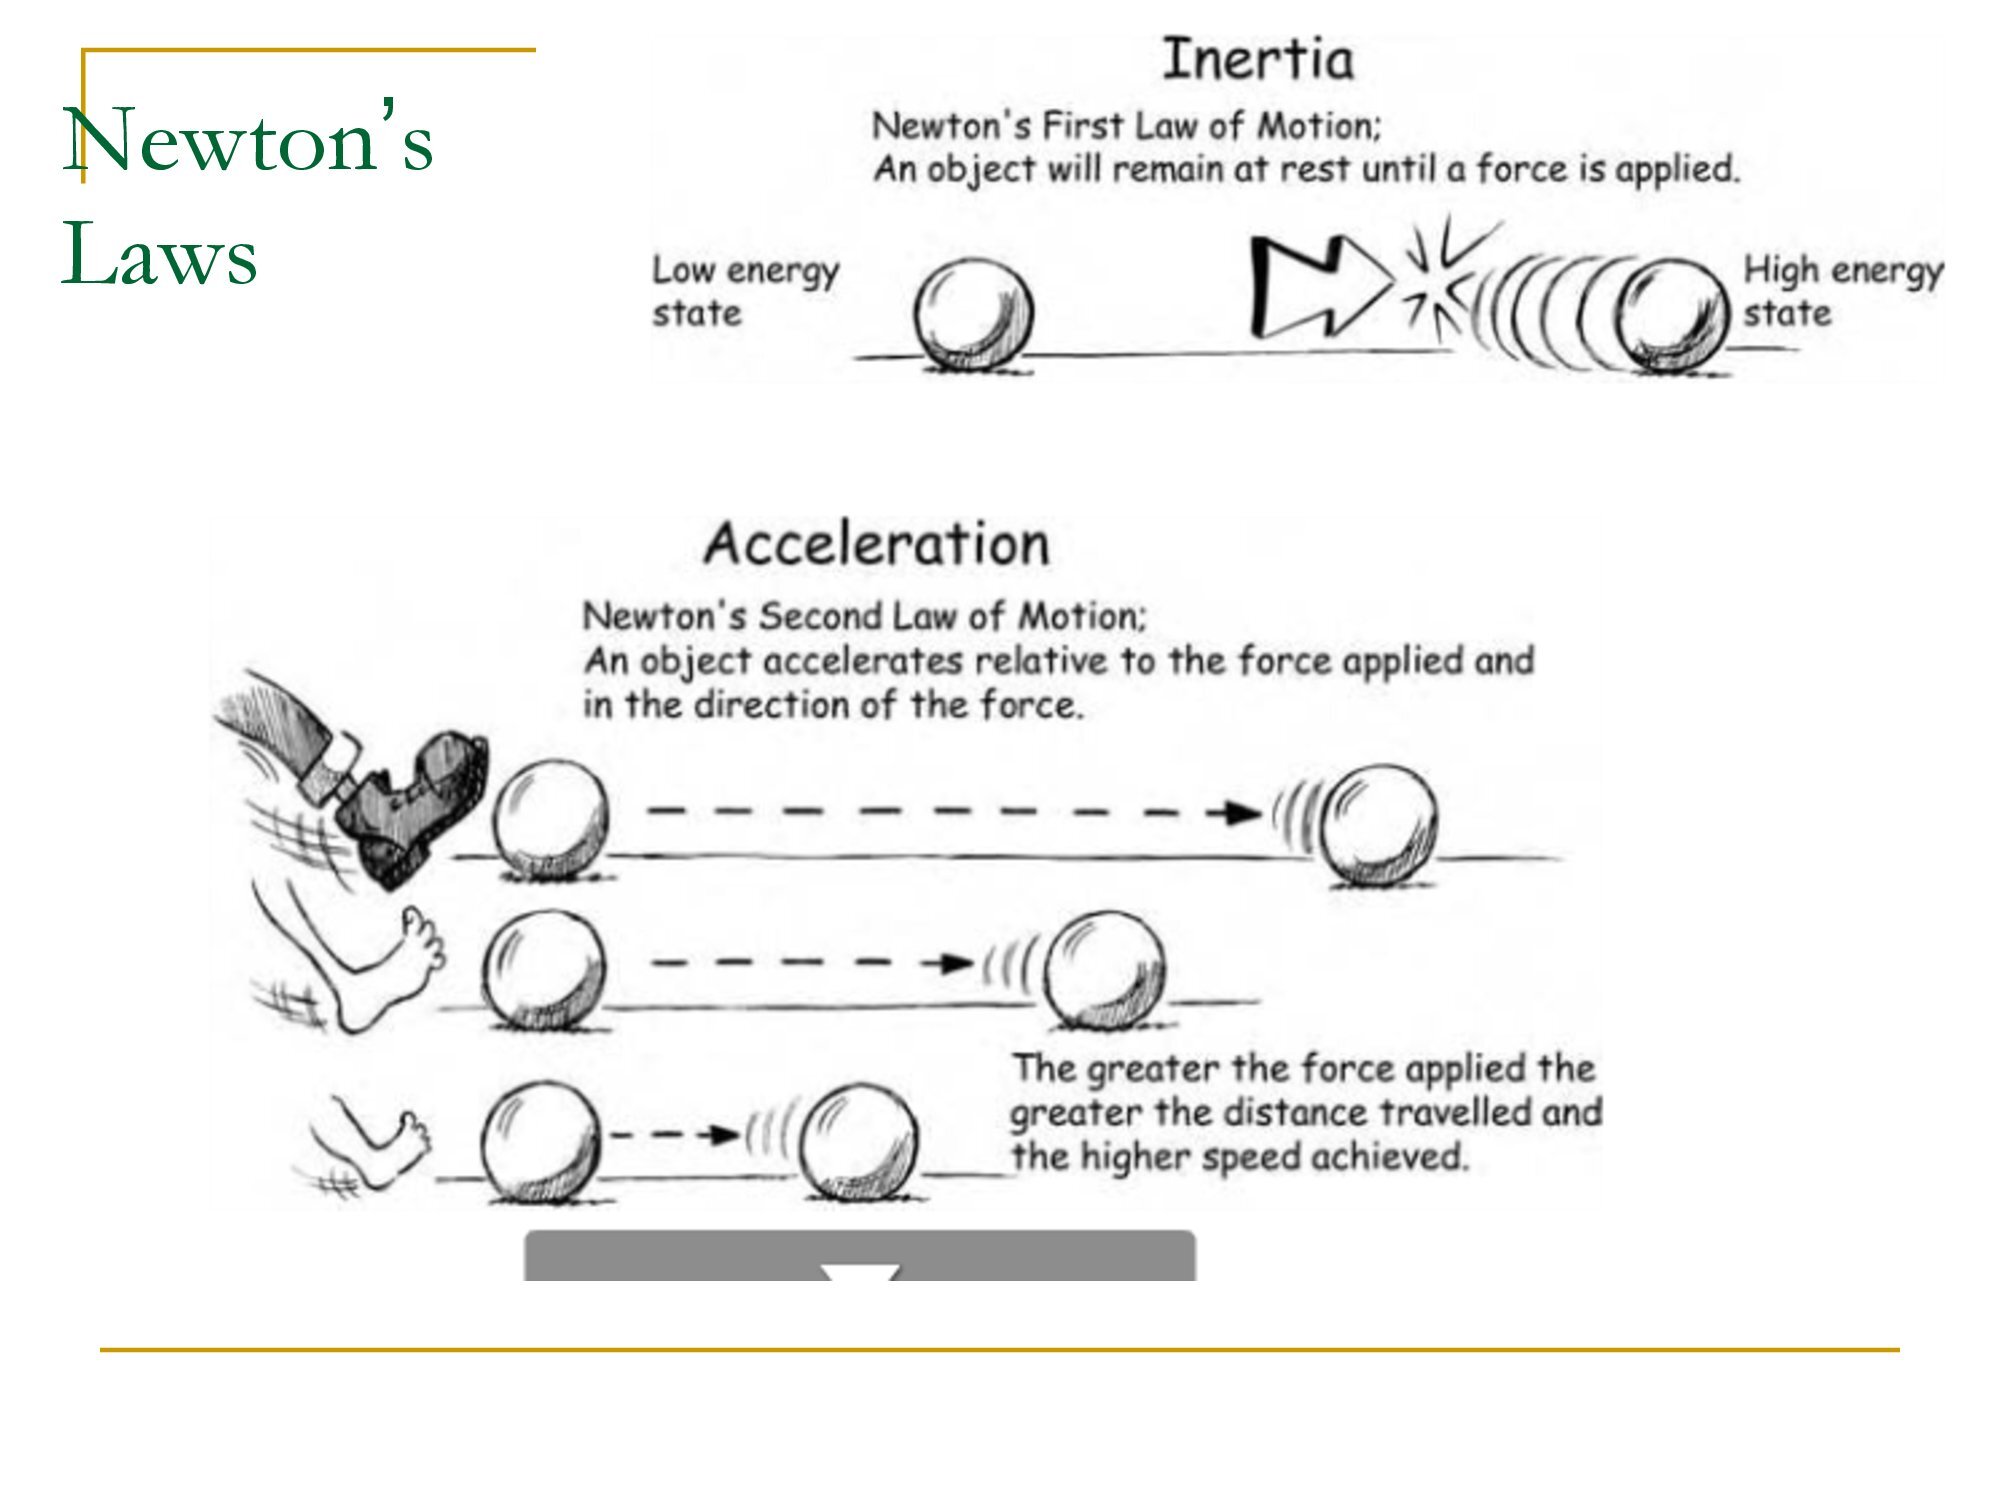 Newton’s
Laws
Inertia
Newton's First Law of Motion;
An object will remain at rest until a force is applied.
Low energy
state
High energy
state
Acceleration
Newton's Second Law of Motion;
An object accelerates relative to the force applied and
in the direction of the force.
The greater the force applied the
greater the distance travelled and
the higher speed achieved.